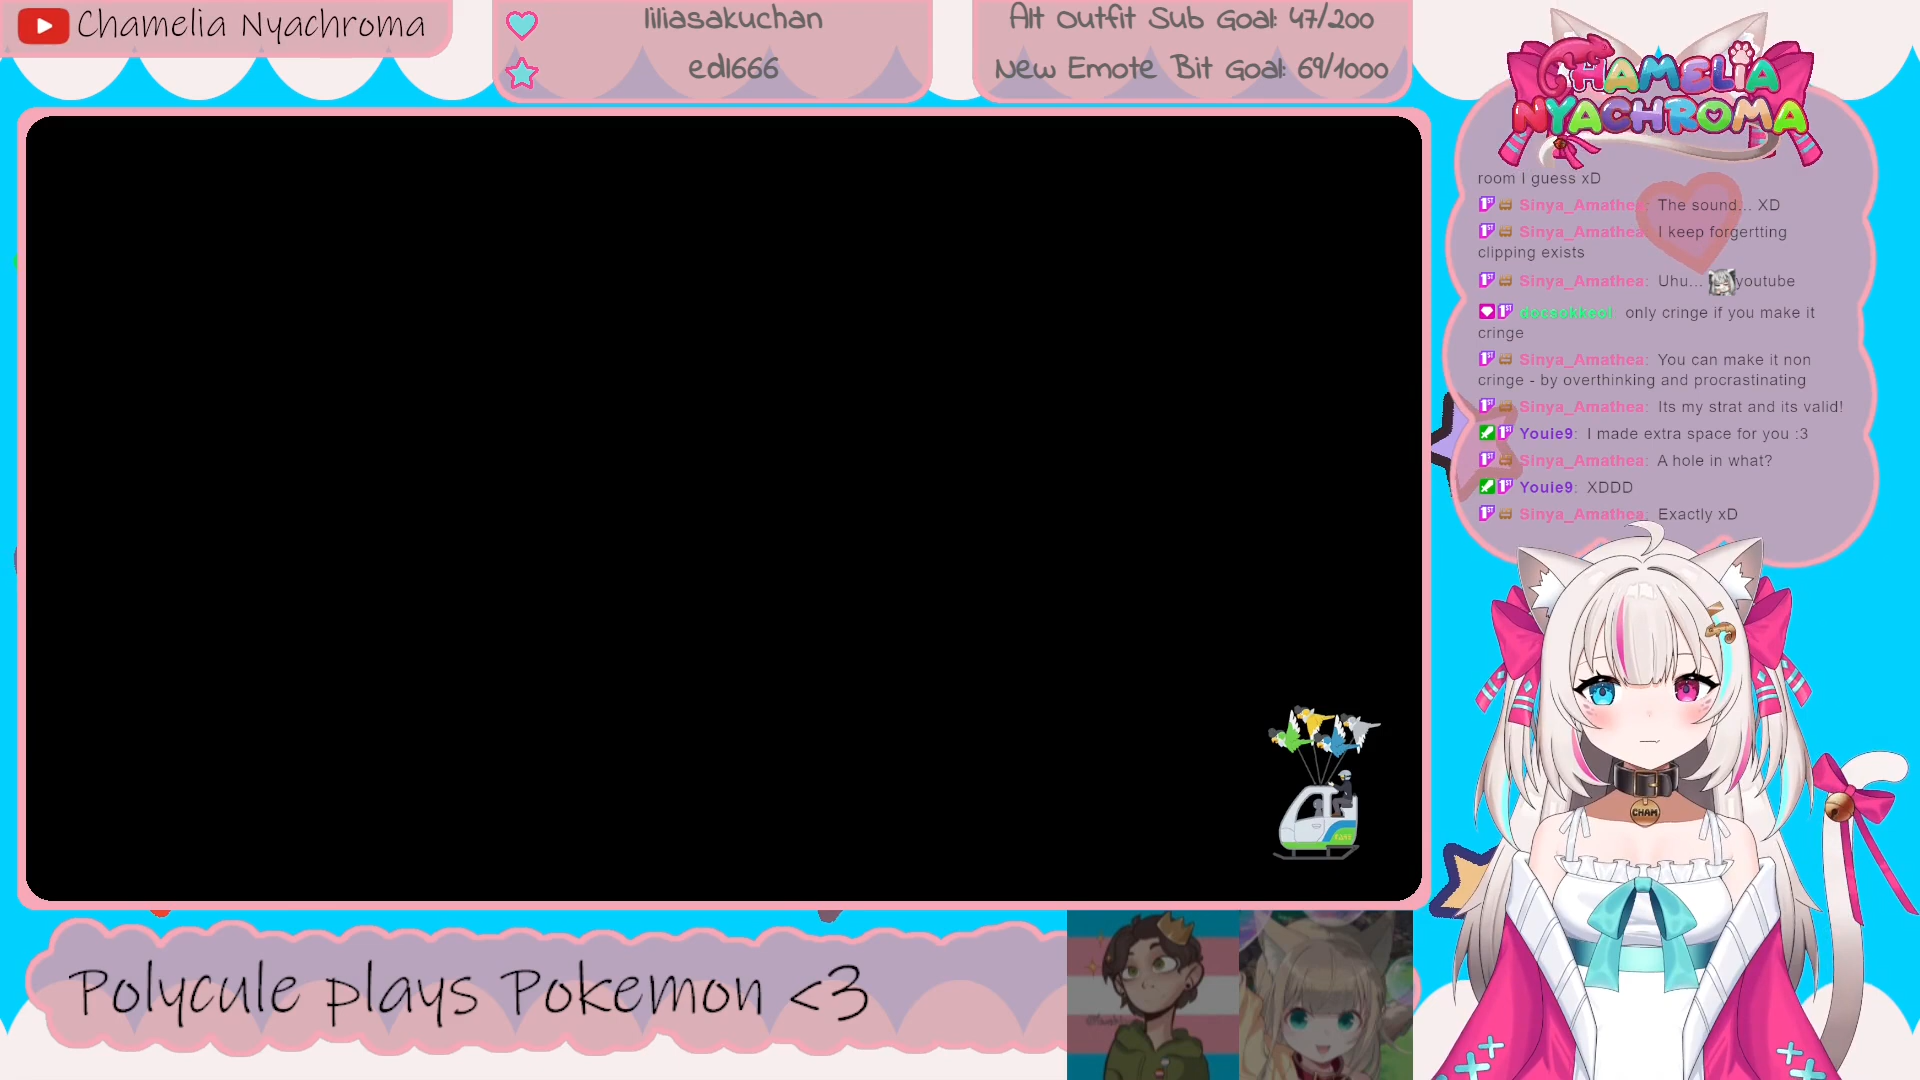 Chamelia Nyachroma
liliasakuchan
edl666
Alt Outfit Sub Goal: 47/200
New Emote Bit Goal: 69/1000
CHAMELIA
NYACHROMA
room I guess xD
Sinya_Amathea: The sound... XD
Sinya_Amathea: I keep forgertting
clipping exists
Sinya_Amathea: Uhu... youtube
docsokkeol: only cringe if you make it
cringe
Sinya_Amathea: You can make it non
cringe - by overthinking and procrastinating
Sinya_Amathea: Its my strat and its valid!
Youie9: I made extra space for you :3
Sinya_Amathea: A hole in what?
Youie9: XDDD
Sinya_Amathea: Exactly xD
CHAM
Polycule plays Pokemon <3